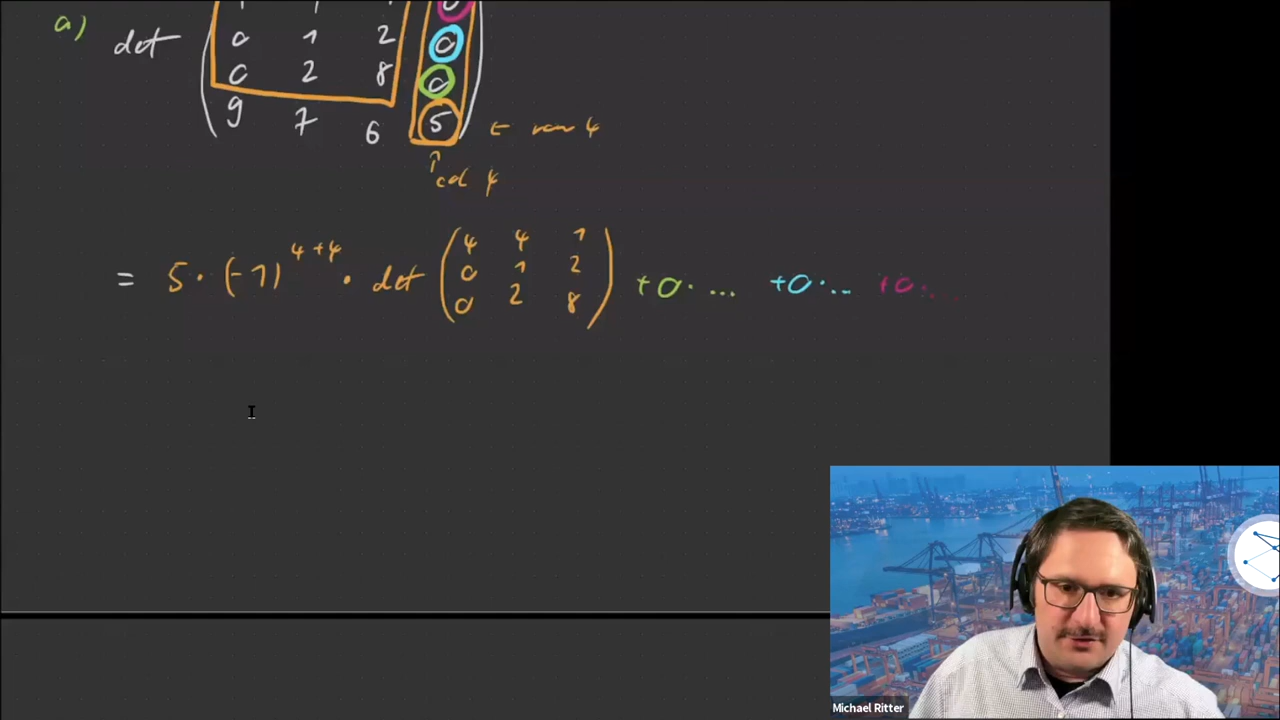 a)
det
0 1 2 0
0 2 8 0
9 7 6 5 ← row 4
↑ col 4
= 5 · (-1)^{4+4} · det (4 4 1 +0· ... +0·... +0·...
0 1 2
0 2 8)
Michael Ritter